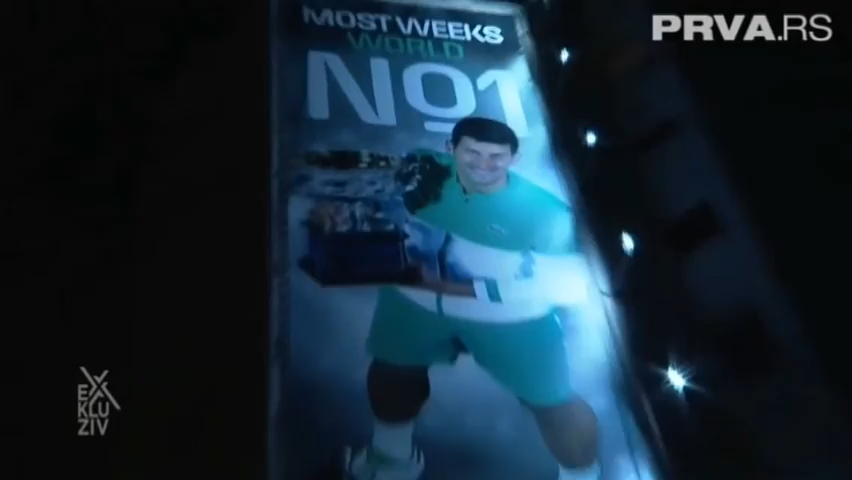 MOST WEEKS
WORLD
No1
PRVA.RS
EX
KLU
ZIV